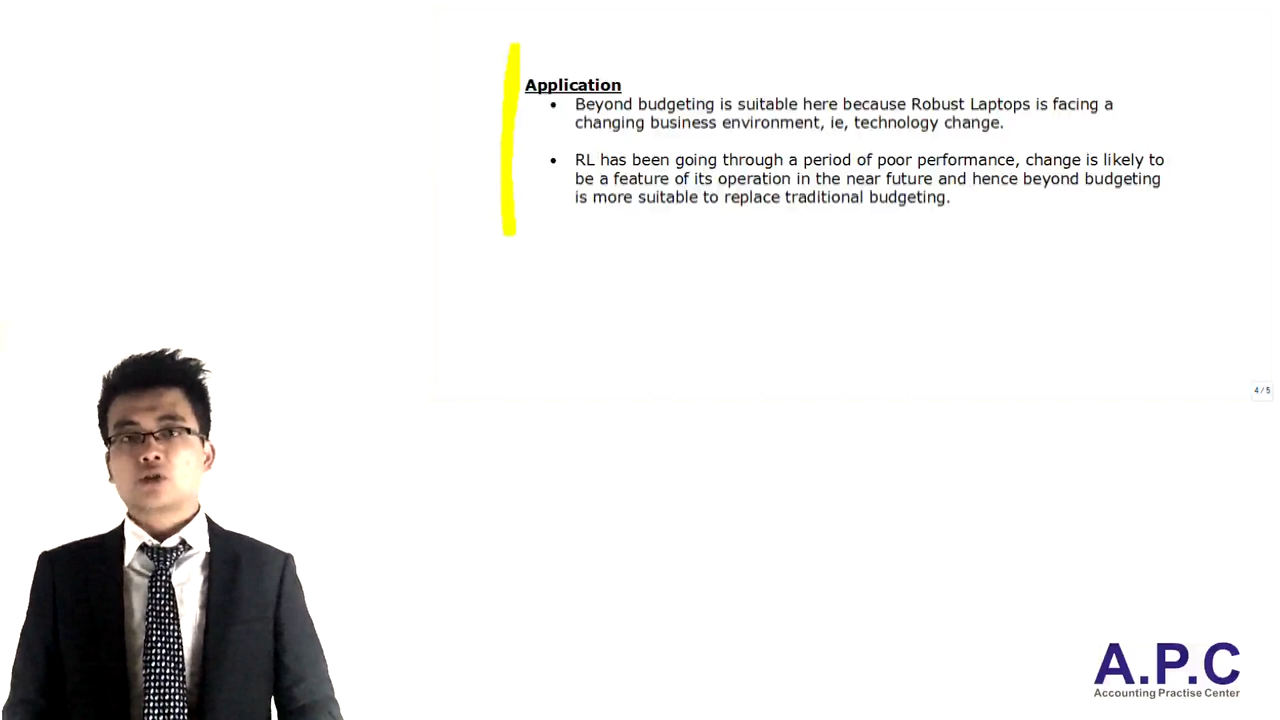 Application
• Beyond budgeting is suitable here because Robust Laptops is facing a
changing business environment, ie, technology change.
• RL has been going through a period of poor performance, change is likely to
be a feature of its operation in the near future and hence beyond budgeting
is more suitable to replace traditional budgeting.
4 / 5
A.P.C
Accounting Practise Center